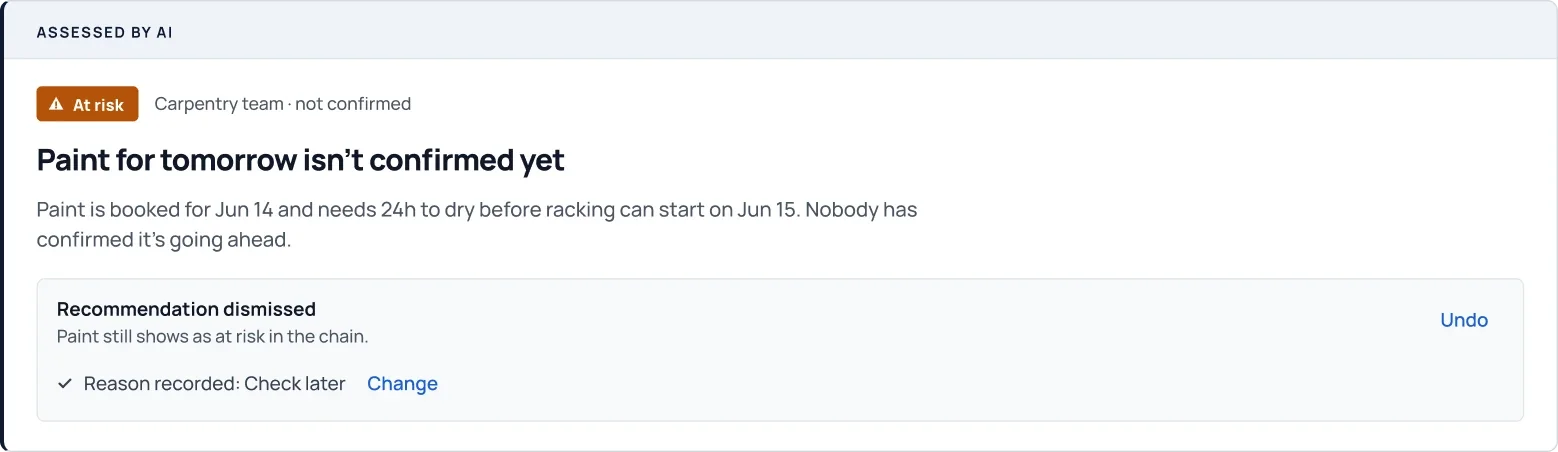 ASSESSED BY AI
At risk
Carpentry team · not confirmed
Paint for tomorrow isn't confirmed yet
Paint is booked for Jun 14 and needs 24h to dry before racking can start on Jun 15. Nobody has
confirmed it's going ahead.
Recommendation dismissed
Paint still shows as at risk in the chain.
Undo
Reason recorded: Check later
Change